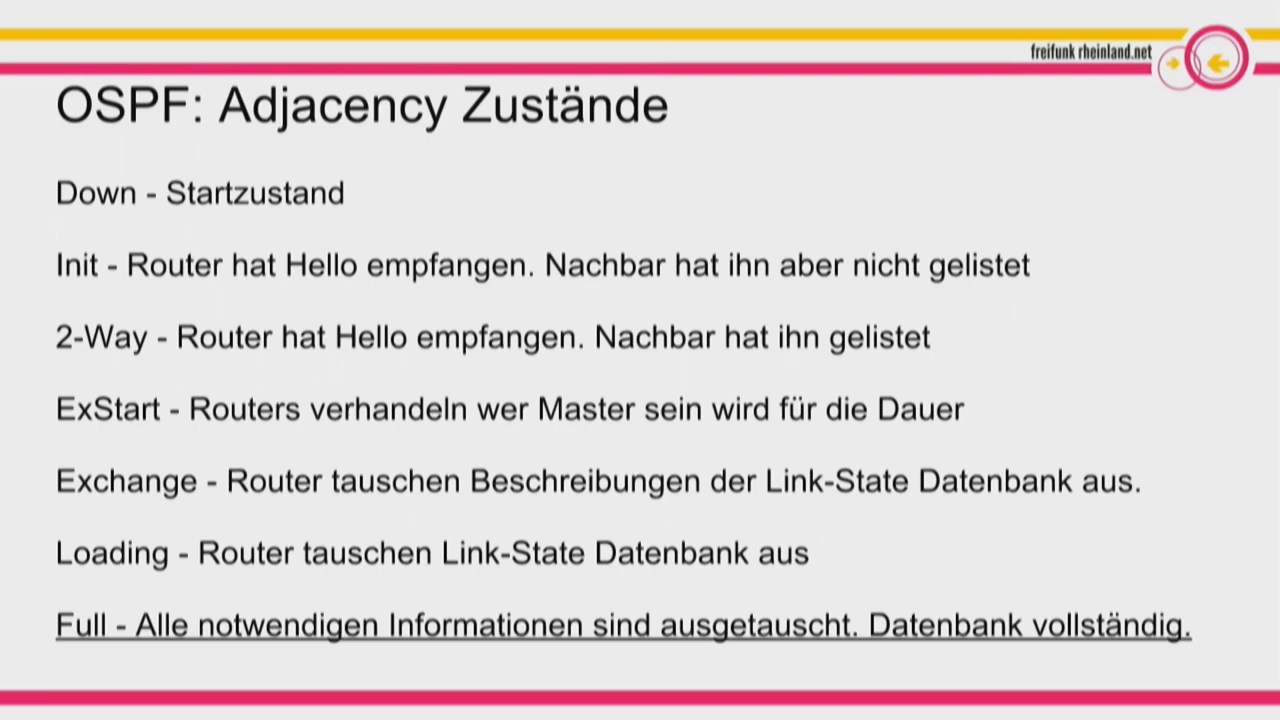 freifunk rheinland.net
OSPF: Adjacency Zustände
Down - Startzustand
Init - Router hat Hello empfangen. Nachbar hat ihn aber nicht gelistet
2-Way - Router hat Hello empfangen. Nachbar hat ihn gelistet
ExStart - Routers verhandeln wer Master sein wird für die Dauer
Exchange - Router tauschen Beschreibungen der Link-State Datenbank aus.
Loading - Router tauschen Link-State Datenbank aus
Full - Alle notwendigen Informationen sind ausgetauscht. Datenbank vollständig.